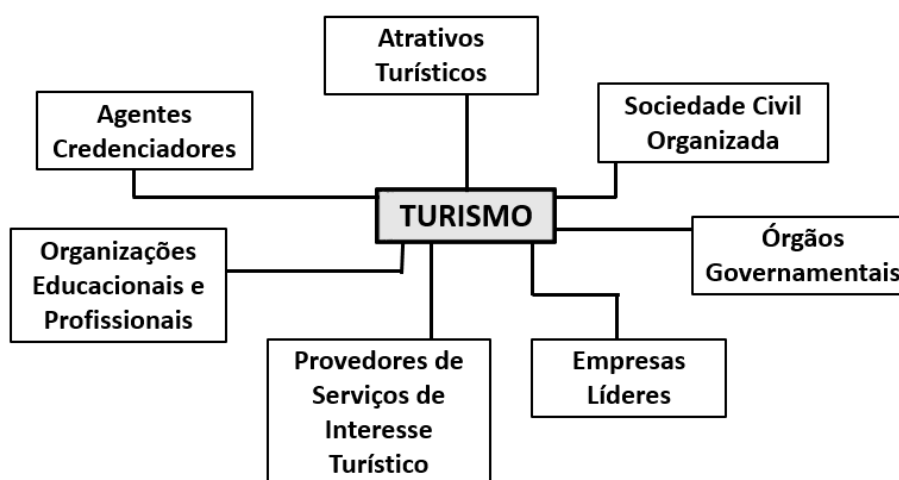 Atrativos
Turísticos
Agentes
Credenciadores
Sociedade Civil
Organizada
TURISMO
Organizações
Educacionais e
Profissionais
Órgãos
Governamentais
Provedores de
Serviços de
Interesse
Turístico
Empresas
Líderes